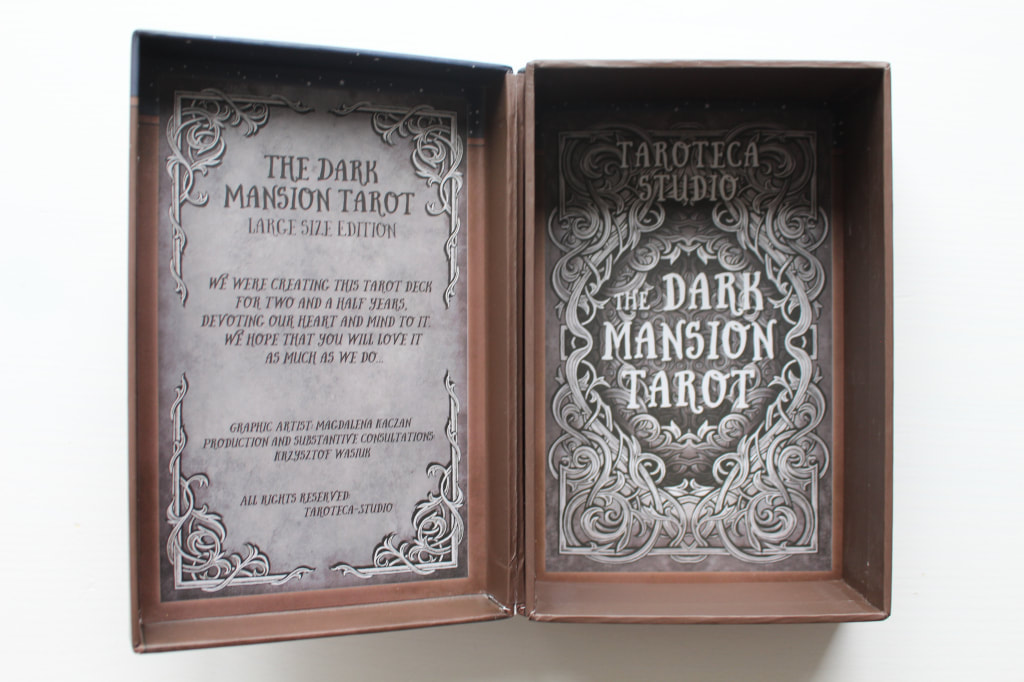 THE DARK
MANSION TAROT
LARGE SIZE EDITION
WE WERE CREATING THIS TAROT DECK
FOR TWO AND A HALF YEARS,
DEVOTING OUR HEART AND MIND TO IT.
WE HOPE THAT YOU WILL LOVE IT
AS MUCH AS WE DO...
GRAPHIC ARTIST: MAGDALENA KACZAN
PRODUCTION AND SUBSTANTIVE CONSULTATIONS:
KRZYSZTOF WASIUK
ALL RIGHTS RESERVED:
TAROTECA-STUDIO
TAROTECA
STUDIO
THE DARK
MANSION
TAROT